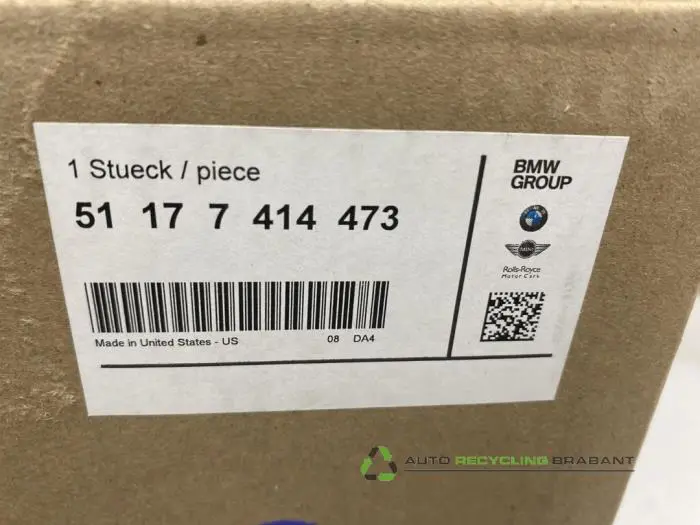 1 Stueck / piece
51 17 7 414 473
Made in United States - US
08 DA4
BMW
GROUP
MINI
Rolls-Royce
Motor Cars
AUTO RECYCLING BRABANT